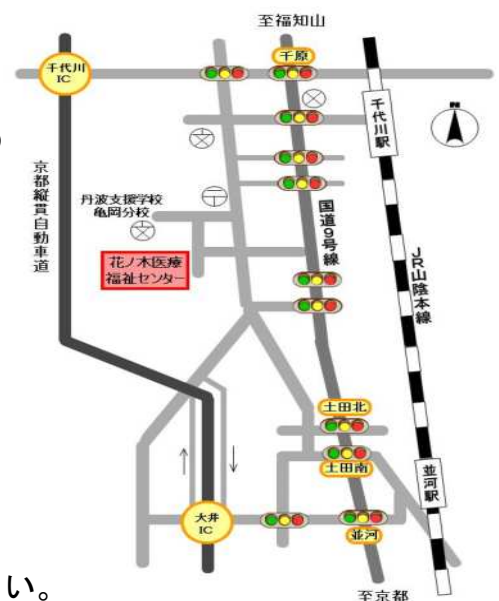 至福知山
千代川
IC
千原
千代川駅
N
京都縦貫自動車道
丹波支援学校
亀岡分校
国道9号線
JR山陰本線
花ノ木医療
福祉センター
土田北
土田南
並河駅
大井
IC
並河
い。
至京都